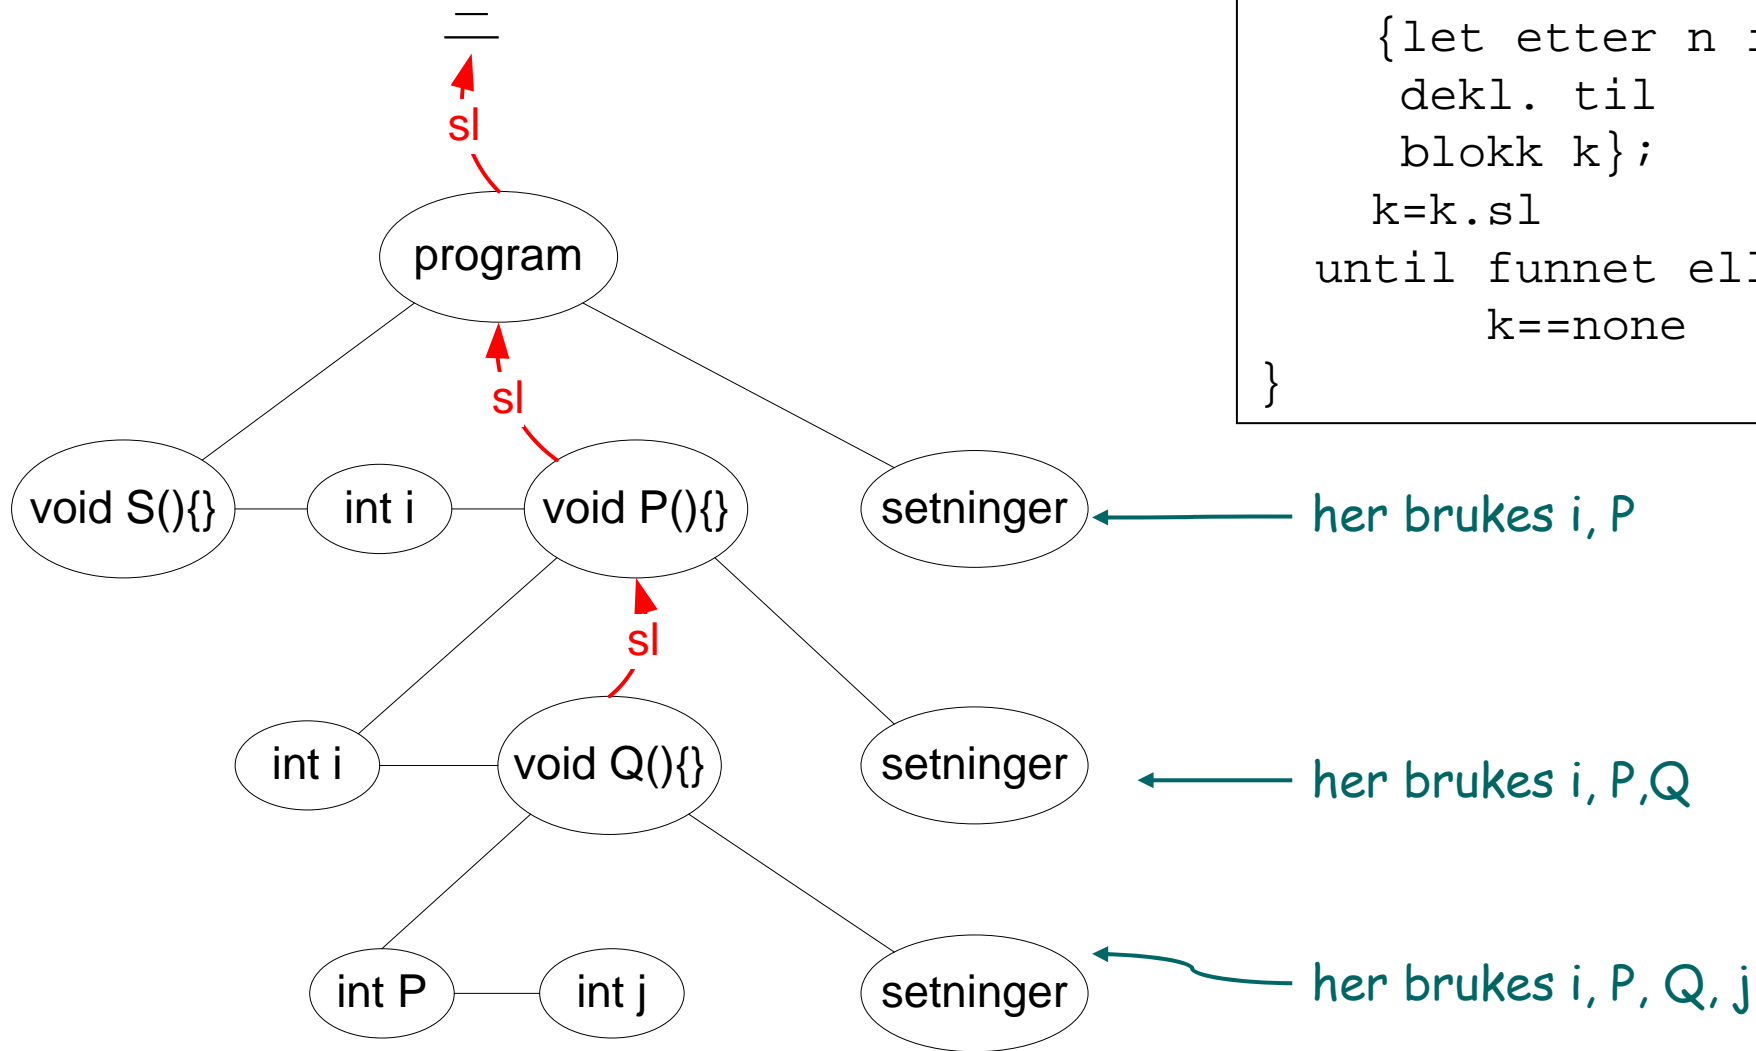 {let etter n
dekl. til
blokk k};
k=k.sl
until funnet
k==none
}
sl
program
sl
void S(){}
int i
void P(){}
setninger
her brukes i, P
sl
int i
void Q(){}
setninger
her brukes i, P,Q
int P
int j
setninger
her brukes i, P, Q, j